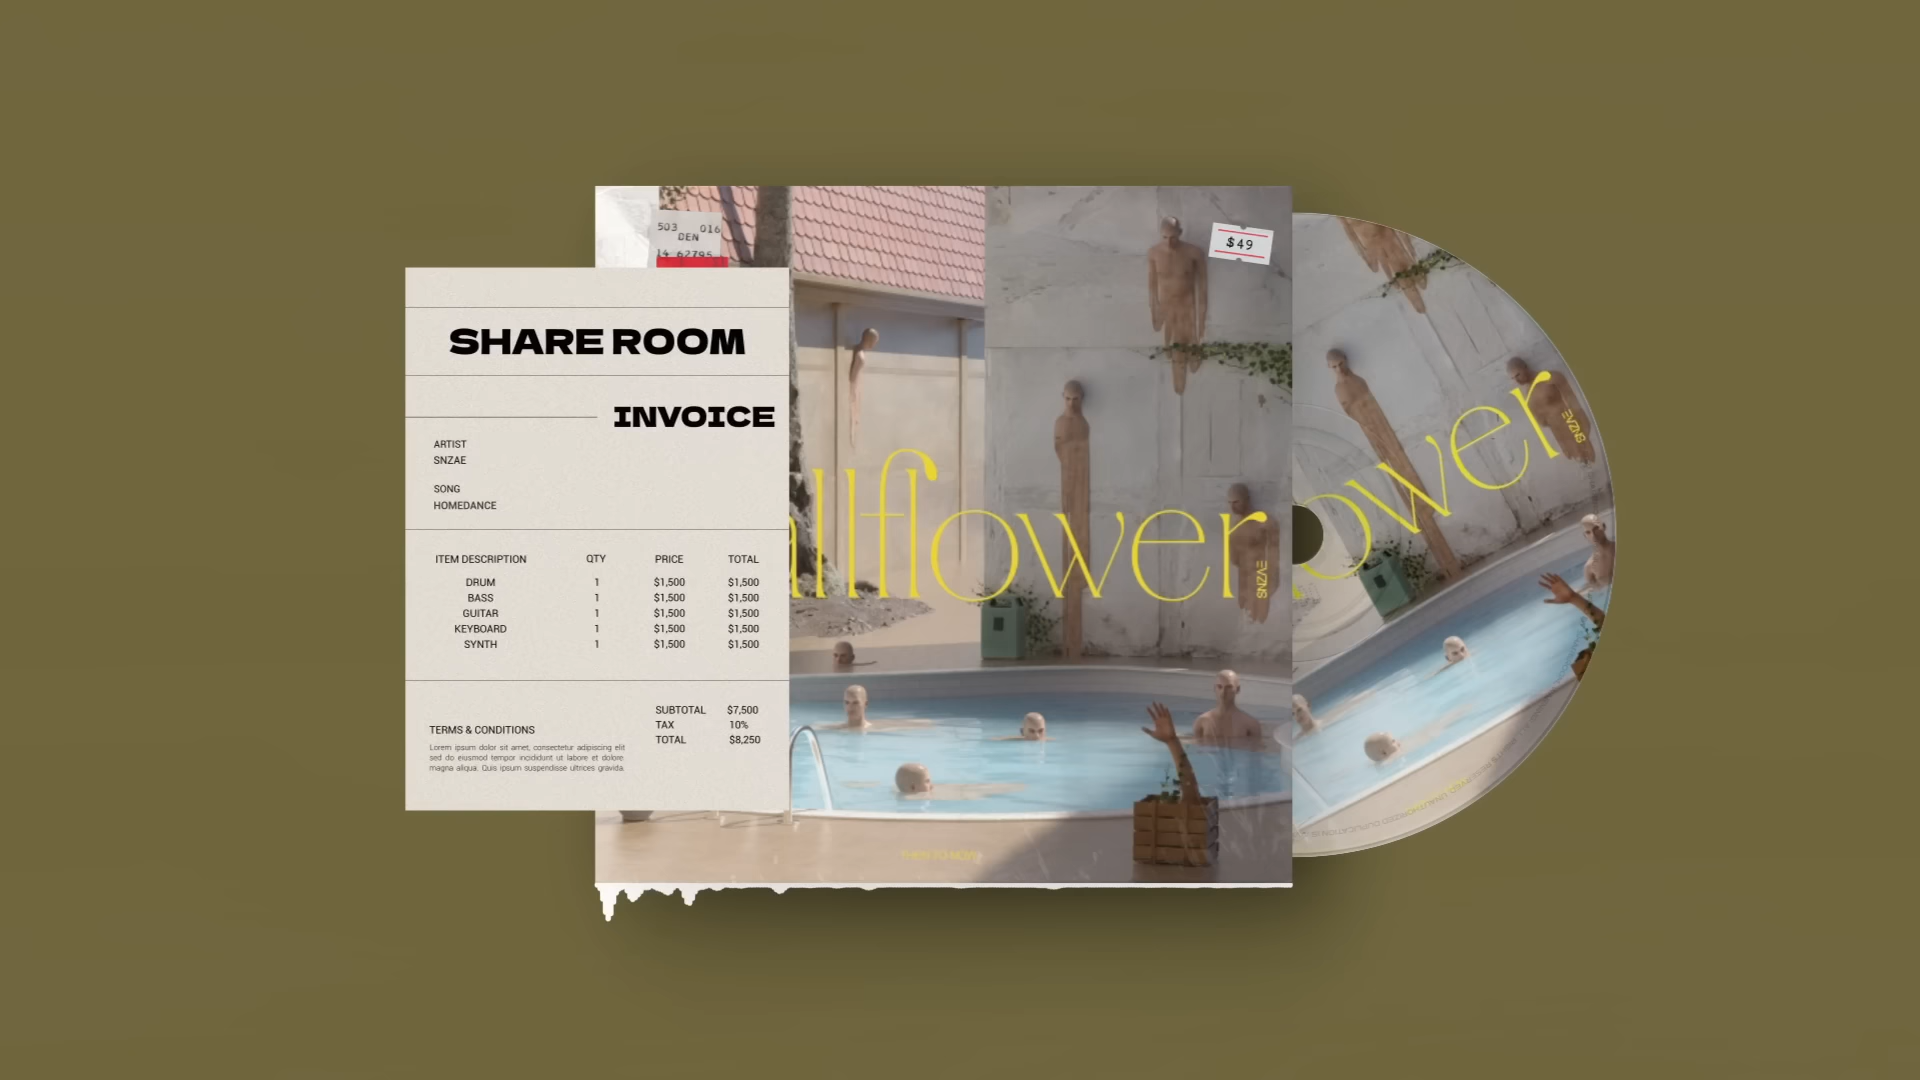 503 016
DEN
14 62795
$49
SHARE ROOM
INVOICE
ARTIST
SNZAE
SONG
HOMEDANCE
ITEM DESCRIPTION QTY PRICE TOTAL
DRUM 1 $1,500 $1,500
BASS 1 $1,500 $1,500
GUITAR 1 $1,500 $1,500
KEYBOARD 1 $1,500 $1,500
SYNTH 1 $1,500 $1,500
SUBTOTAL $7,500
TAX 10%
TOTAL $8,250
TERMS & CONDITIONS
Lorem ipsum dolor sit amet, consectetur adipiscing elit
sed do eiusmod tempor incididunt ut labore et dolore
magna aliqua. Quis ipsum suspendisse ultrices gravida.
allflower
SNZAE
ower
SNZAE